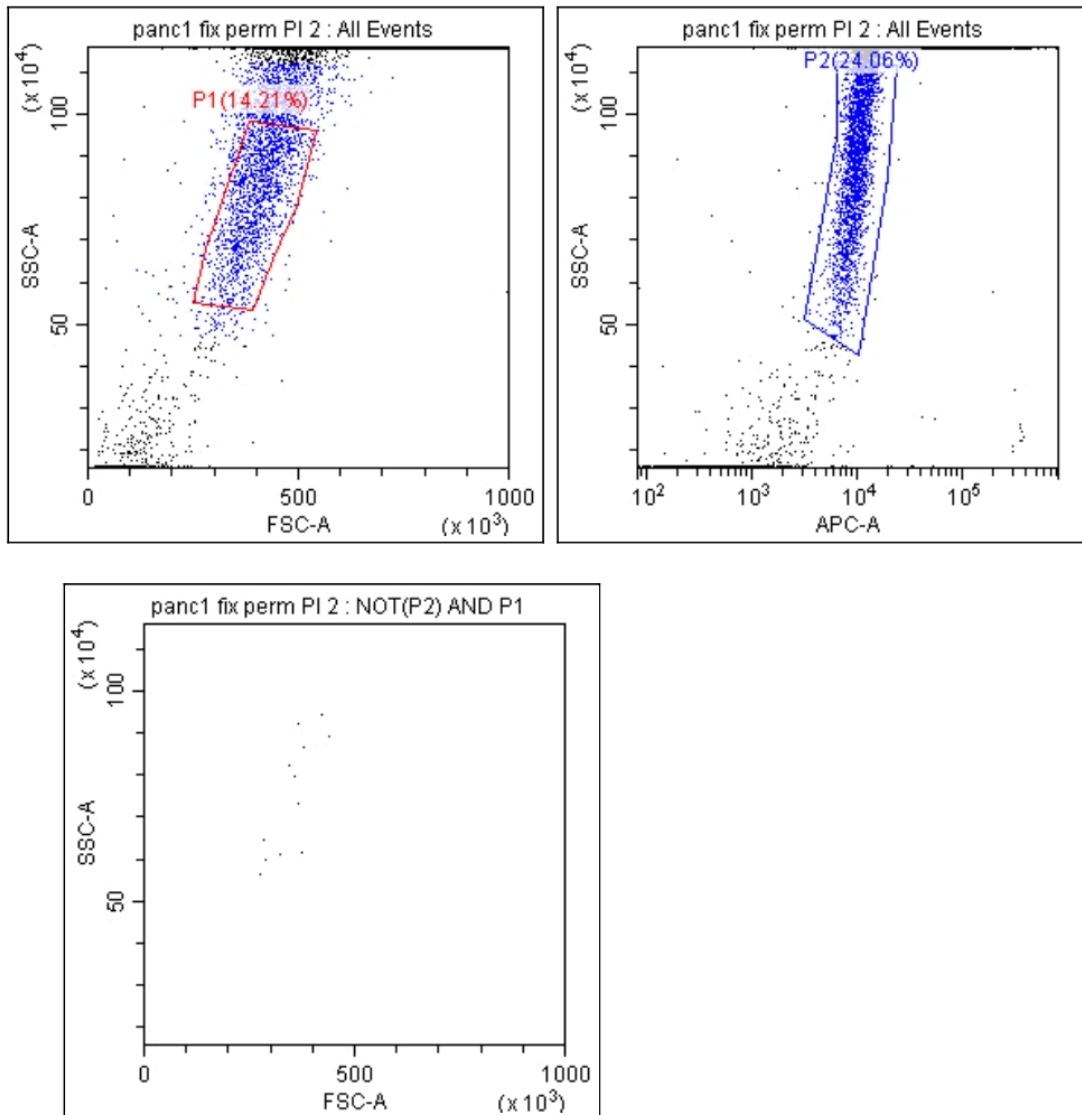 panc1 fix perm PI 2 : All Events
(x 10^4)
100
50
SSC-A
P1(14.21%)
0
500
1000
FSC-A
(x 10^3)
panc1 fix perm PI 2 : All Events
(x 10^4)
100
50
SSC-A
P2(24.06%)
10^2
10^3
10^4
10^5
APC-A
panc1 fix perm PI 2 : NOT(P2) AND P1
(x 10^4)
100
50
SSC-A
0
500
1000
FSC-A
(x 10^3)